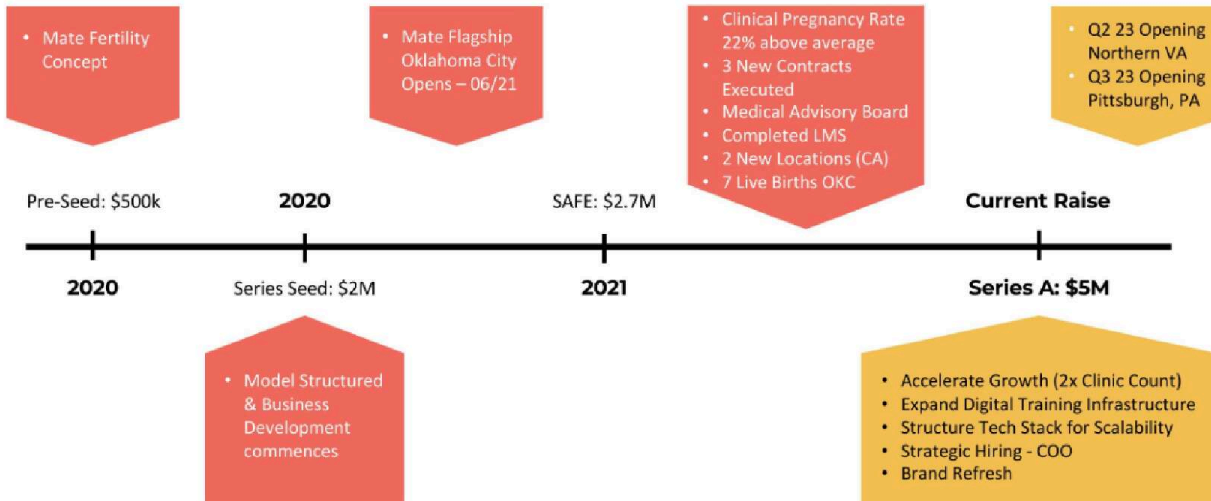 • Mate Fertility
Concept
• Mate Flagship
Oklahoma City
Opens – 06/21
• Clinical Pregnancy Rate
22% above average
• 3 New Contracts
Executed
• Medical Advisory Board
• Completed LMS
• 2 New Locations (CA)
• 7 Live Births OKC
• Q2 23 Opening
Northern VA
• Q3 23 Opening
Pittsburgh, PA
Pre-Seed: $500k
2020
SAFE: $2.7M
Current Raise
2020
Series Seed: $2M
2021
Series A: $5M
• Model Structured
& Business
Development
commences
• Accelerate Growth (2x Clinic Count)
• Expand Digital Training Infrastructure
• Structure Tech Stack for Scalability
• Strategic Hiring - COO
• Brand Refresh